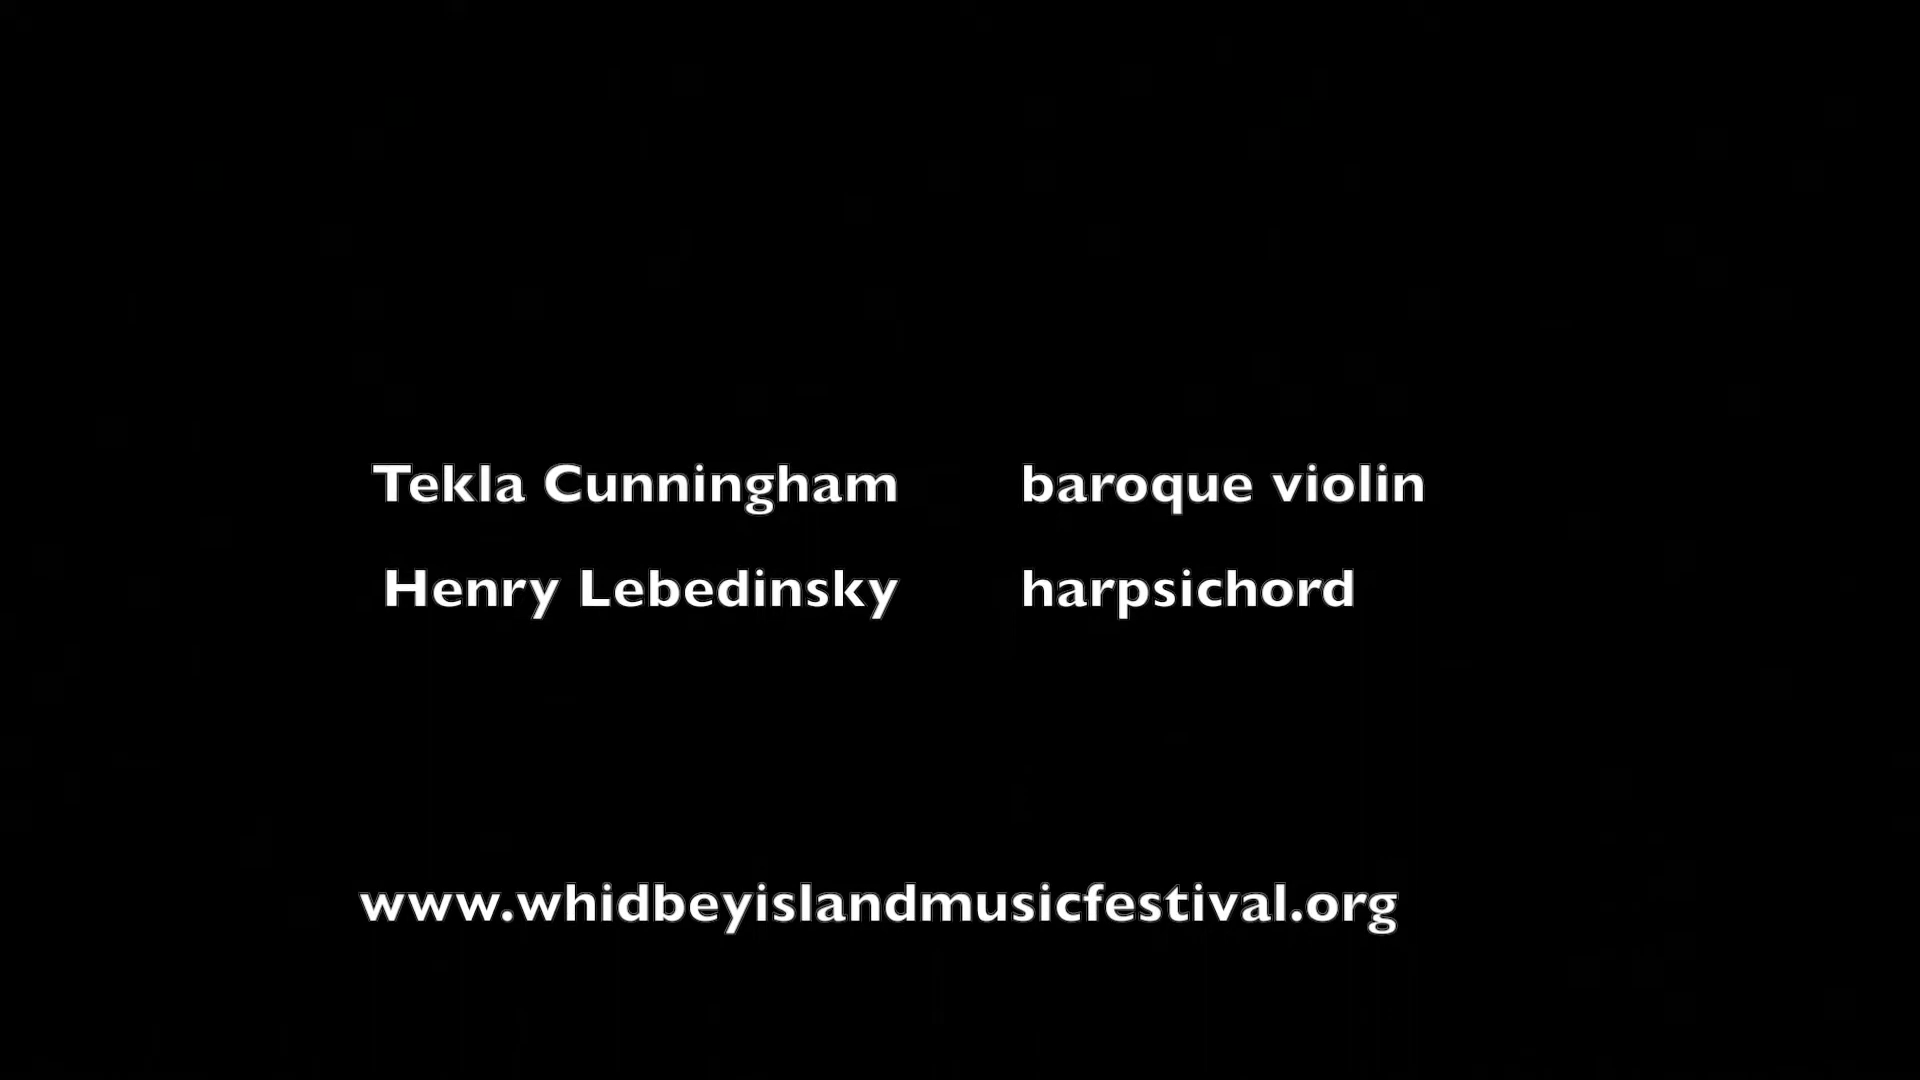 Tekla Cunningham baroque violin
Henry Lebedinsky harpsichord
www.whidbeyislandmusicfestival.org